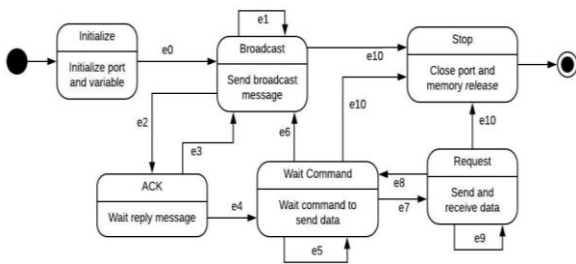 e1
Initialize
Initialize port
and variable
e0
Broadcast
Send broadcast
message
e10
Stop
Close port and
memory release
e10
e10
e2
e3
e6
ACK
Wait reply message
e4
Wait Command
Wait command to
send data
e5
e8
e7
Request
Send and
receive data
e9